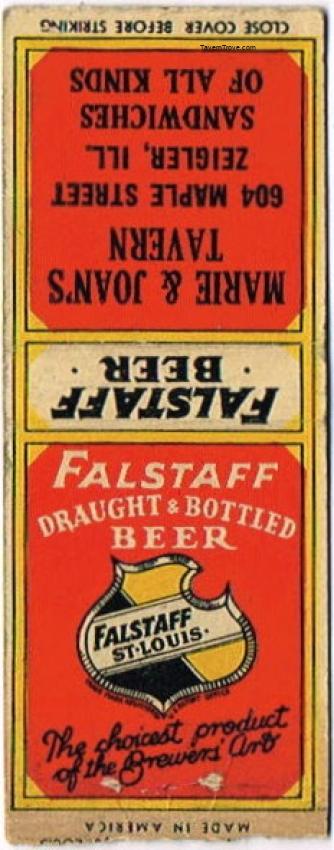 CLOSE COVER BEFORE STRIKING
TavernTrove.com
MARIE & JOAN'S
TAVERN
604 MAPLE STREET
ZEIGLER, ILL.
SANDWICHES
OF ALL KINDS
FALSTAFF
· BEER ·
FALSTAFF
DRAUGHT & BOTTLED
BEER
FALSTAFF
ST·LOUIS·
The choicest product
of the Brewers' Art
MADE IN AMERICA